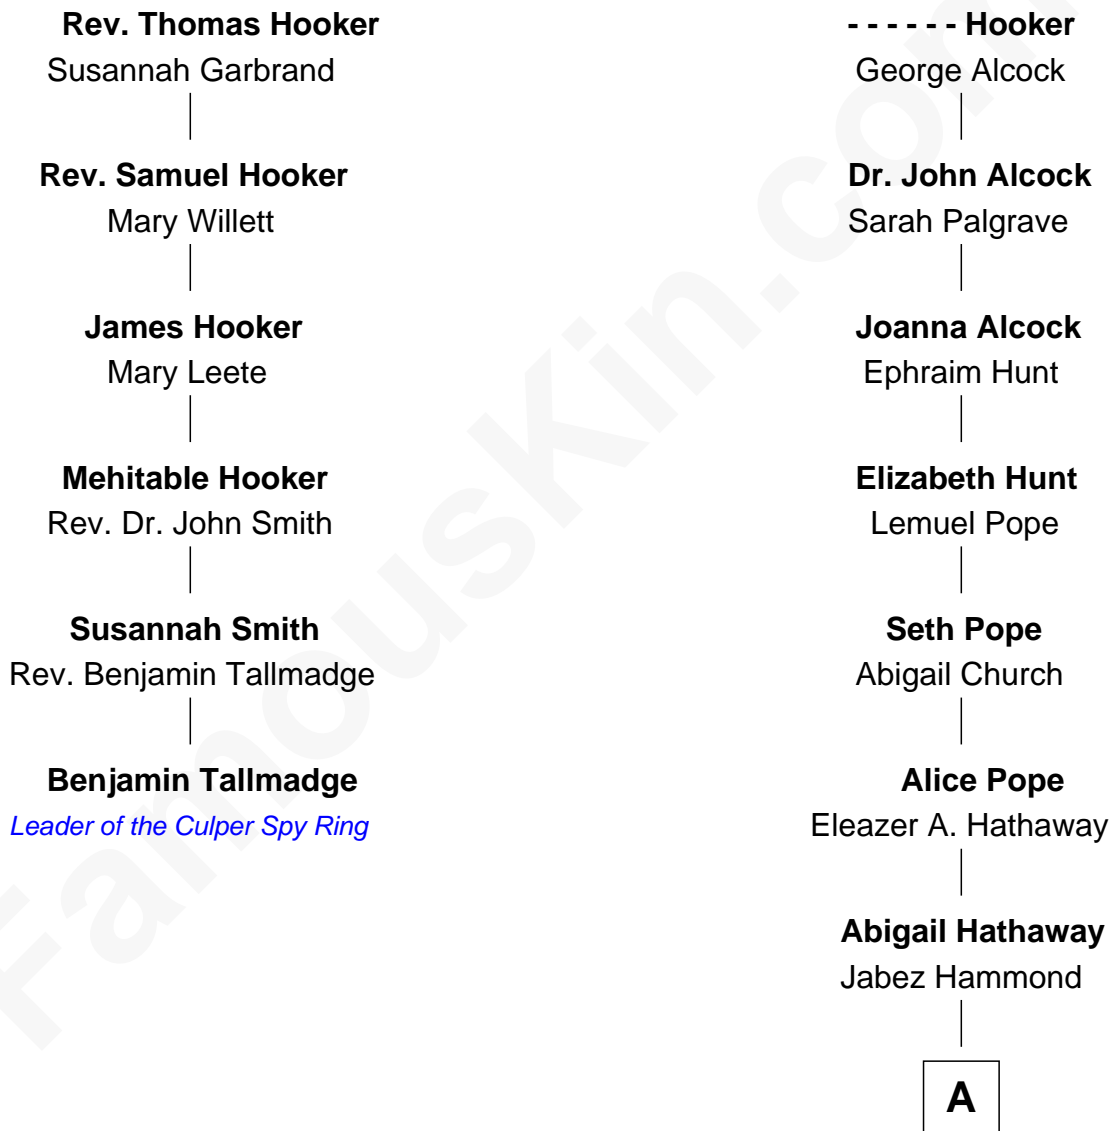 Rev. Thomas Hooker
Susannah Garbrand
Rev. Samuel Hooker
Mary Willett
James Hooker
Mary Leete
Mehitable Hooker
Rev. Dr. John Smith
Susannah Smith
Rev. Benjamin Tallmadge
Benjamin Tallmadge
Leader of the Culper Spy Ring
- - - - - - Hooker
George Alcock
Dr. John Alcock
Sarah Palgrave
Joanna Alcock
Ephraim Hunt
Elizabeth Hunt
Lemuel Pope
Seth Pope
Abigail Church
Alice Pope
Eleazer A. Hathaway
Abigail Hathaway
Jabez Hammond
A
FamousKin.com